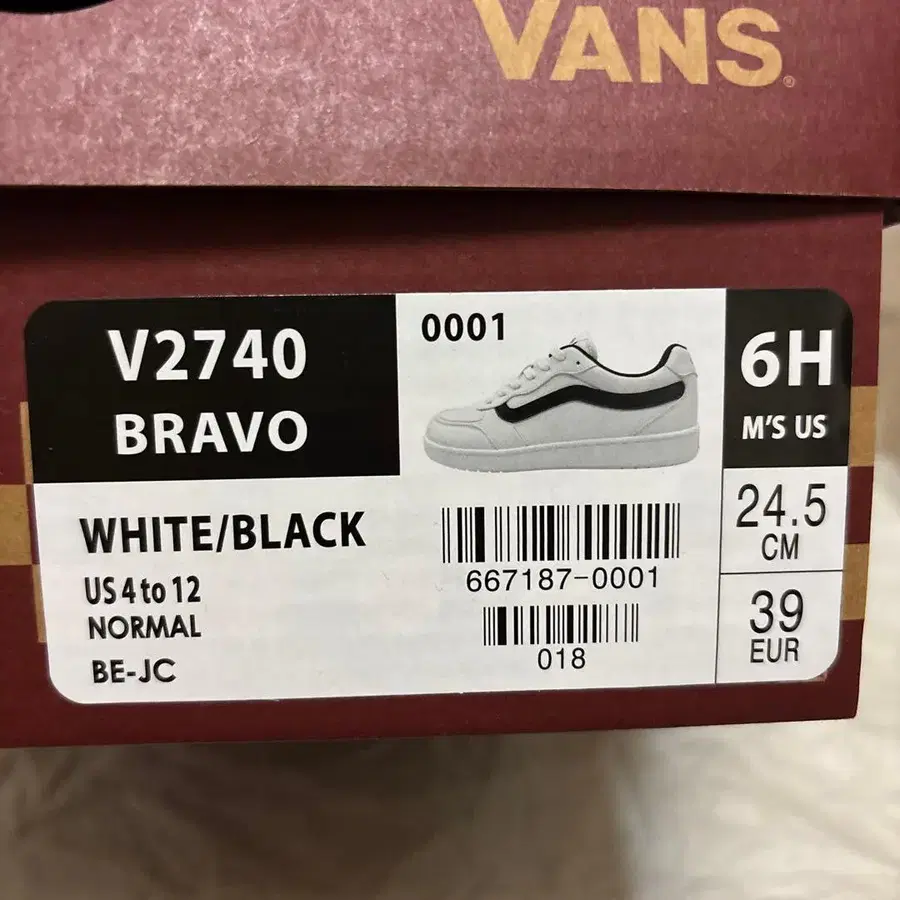 VANS®
V2740
BRAVO
0001
6H
M'S US
WHITE/BLACK
US 4 to 12
NORMAL
BE-JC
667187-0001
018
24.5
CM
39
EUR